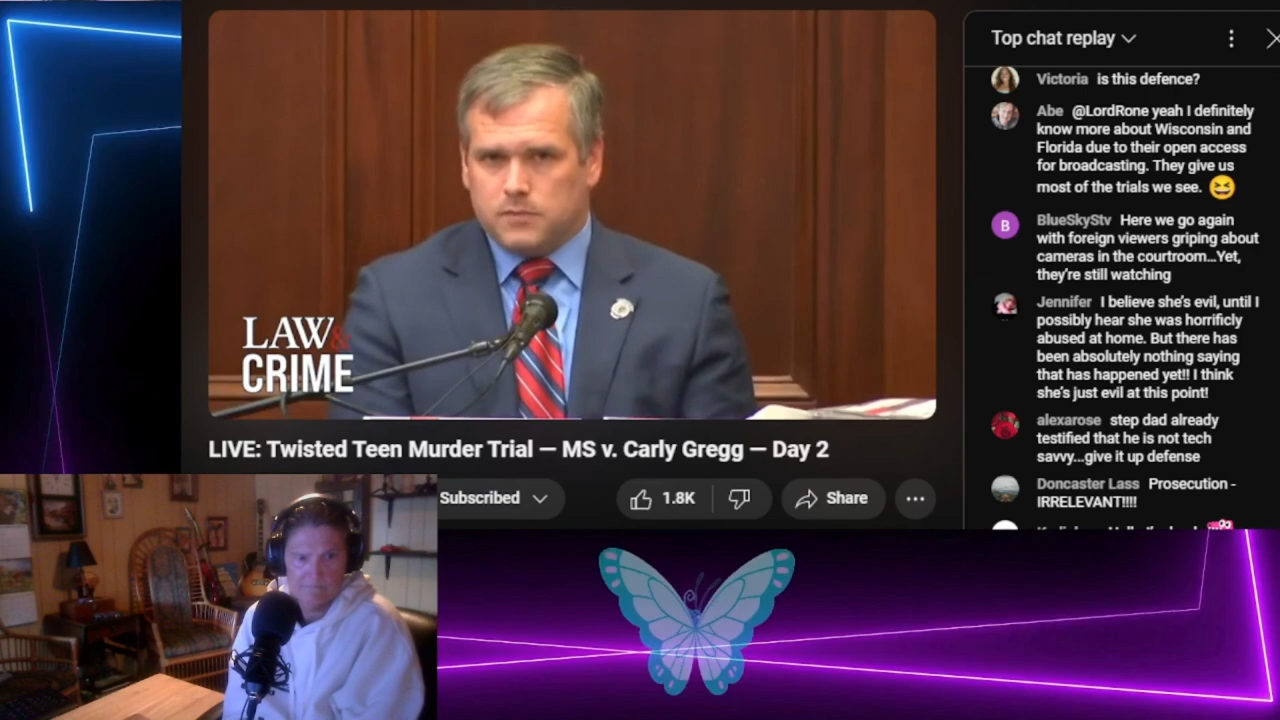 LAW&
CRIME
LIVE: Twisted Teen Murder Trial — MS v. Carly Gregg — Day 2
Subscribed
1.8K
Share
Top chat replay
Victoria is this defence?
Abe @LordRone yeah I definitely
know more about Wisconsin and
Florida due to their open access
for broadcasting. They give us
most of the trials we see. 😆
B
BlueSkyStv Here we go again
with foreign viewers griping about
cameras in the courtroom...Yet,
they're still watching
Jennifer I believe she's evil, until I
possibly hear she was horrificly
abused at home. But there has
been absolutely nothing saying
that has happened yet!! I think
she's just evil at this point!
alexarose step dad already
testified that he is not tech
savvy...give it up defense
Doncaster Lass Prosecution -
IRRELEVANT!!!!